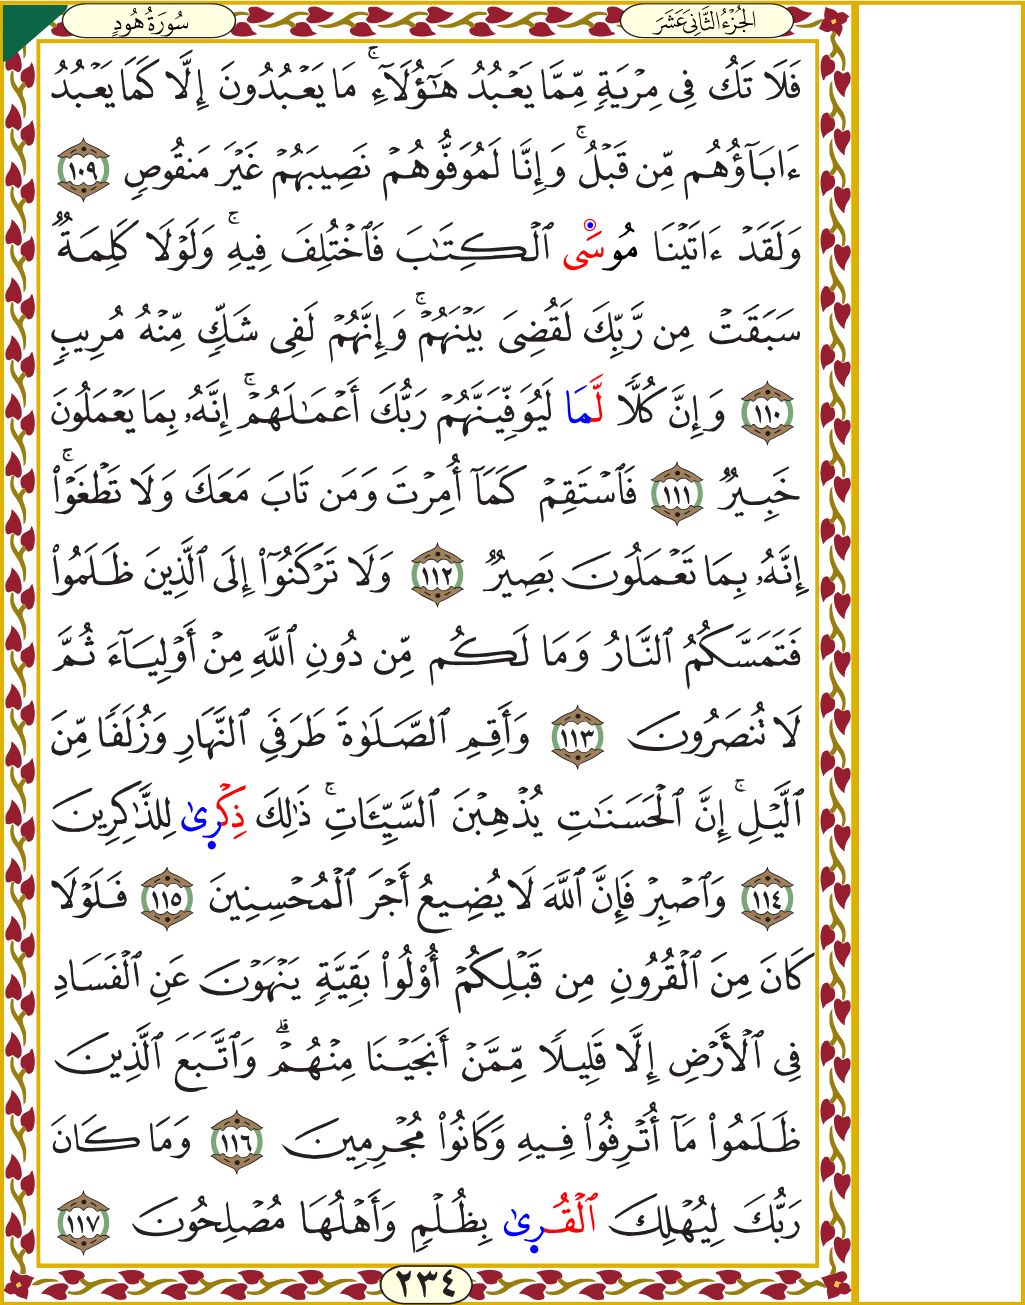 الجُزْءُ الثَّانِيَ عَشَرَ
سُورَةُ هُودٍ
فَلَا تَكُ فِى مِرْيَةٍ مِّمَّا يَعْبُدُ هَٰٓؤُلَآءِ ۚ مَا يَعْبُدُونَ إِلَّا كَمَا يَعْبُدُ
ءَابَآؤُهُم مِّن قَبْلُ ۚ وَإِنَّا لَمُوَفُّوهُمْ نَصِيبَهُمْ غَيْرَ مَنقُوصٍ ١٠٩
وَلَقَدْ ءَاتَيْنَا مُوسَى ٱلْكِتَٰبَ فَٱخْتُلِفَ فِيهِ ۚ وَلَوْلَا كَلِمَةٌ
سَبَقَتْ مِن رَّبِّكَ لَقُضِىَ بَيْنَهُمْ ۚ وَإِنَّهُمْ لَفِى شَكٍّ مِّنْهُ مُرِيبٍ
١١٠ وَإِنَّ كُلًّا لَّمَا لَيُوَفِّيَنَّهُمْ رَبُّكَ أَعْمَٰلَهُمْ ۚ إِنَّهُۥ بِمَا يَعْمَلُونَ
خَبِيرٌ ١١١ فَٱسْتَقِمْ كَمَآ أُمِرْتَ وَمَن تَابَ مَعَكَ وَلَا تَطْغَوْا۟ ۚ
إِنَّهُۥ بِمَا تَعْمَلُونَ بَصِيرٌ ١١٢ وَلَا تَرْكَنُوٓا۟ إِلَى ٱلَّذِينَ ظَلَمُوا۟
فَتَمَسَّكُمُ ٱلنَّارُ وَمَا لَكُم مِّن دُونِ ٱللَّهِ مِنْ أَوْلِيَآءَ ثُمَّ
لَا تُنصَرُونَ ١١٣ وَأَقِمِ ٱلصَّلَوٰةَ طَرَفَىِ ٱلنَّهَارِ وَزُلَفًا مِّنَ
ٱلَّيْلِ ۚ إِنَّ ٱلْحَسَنَٰتِ يُذْهِبْنَ ٱلسَّيِّـَٔاتِ ۚ ذَٰلِكَ ذِكْرِىٰ لِلذَّٰكِرِينَ
١١٤ وَٱصْبِرْ فَإِنَّ ٱللَّهَ لَا يُضِيعُ أَجْرَ ٱلْمُحْسِنِينَ ١١٥ فَلَوْلَا
كَانَ مِنَ ٱلْقُرُونِ مِن قَبْلِكُمْ أُو۟لُوا۟ بَقِيَّةٍ يَنْهَوْنَ عَنِ ٱلْفَسَادِ
فِى ٱلْأَرْضِ إِلَّا قَلِيلًا مِّمَّنْ أَنجَيْنَا مِنْهُمْ ۗ وَٱتَّبَعَ ٱلَّذِينَ
ظَلَمُوا۟ مَآ أُتْرِفُوا۟ فِيهِ وَكَانُوا۟ مُجْرِمِينَ ١١٦ وَمَا كَانَ
رَبُّكَ لِيُهْلِكَ ٱلْقُرِىٰ بِظُلْمٍ وَأَهْلُهَا مُصْلِحُونَ ١١٧
٢٣٤